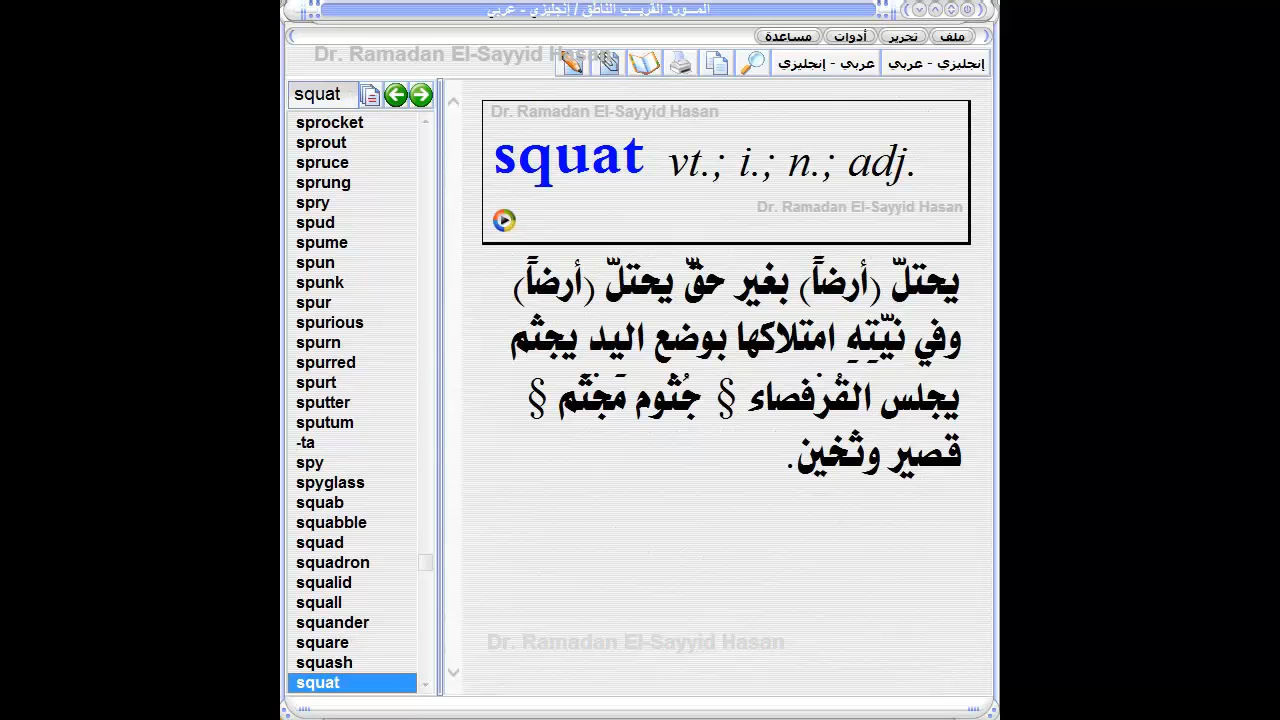 المـــورد القريــب الناطق / إنجليزي - عربي
ملف تحرير أدوات مساعدة
Dr. Ramadan El-Sayyid Hasan
إنجليزي - عربي عربي - إنجليزي
squat
sprocket
sprout
spruce
sprung
spry
spud
spume
spun
spunk
spur
spurious
spurn
spurred
spurt
sputter
sputum
-ta
spy
spyglass
squab
squabble
squad
squadron
squalid
squall
squander
square
squash
squat
Dr. Ramadan El-Sayyid Hasan
squat vt.; i.; n.; adj.
Dr. Ramadan El-Sayyid Hasan
يحتلّ (أرضاً) بغير حقٌ يحتلّ (أرضاً)
وفي نيّتِهِ امتلاكها بوضع اليد يجثم
يجلس القُرْفصاء § جُثوم مَجْثَم §
قصير وثخين.
Dr. Ramadan El-Sayyid Hasan